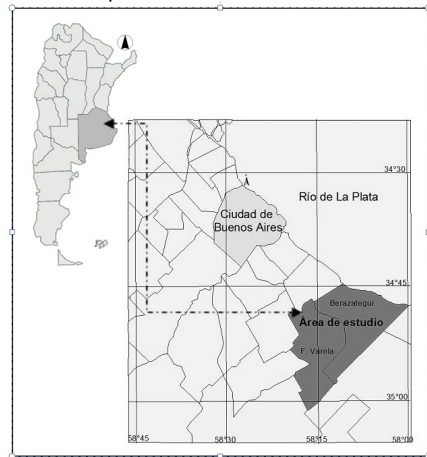 34°30
Río de La Plata
Ciudad de
Buenos Aires
34°45
Berazategui
Área de estudio
F. Varela
35°00
58°45
58°30
58°15
58°00